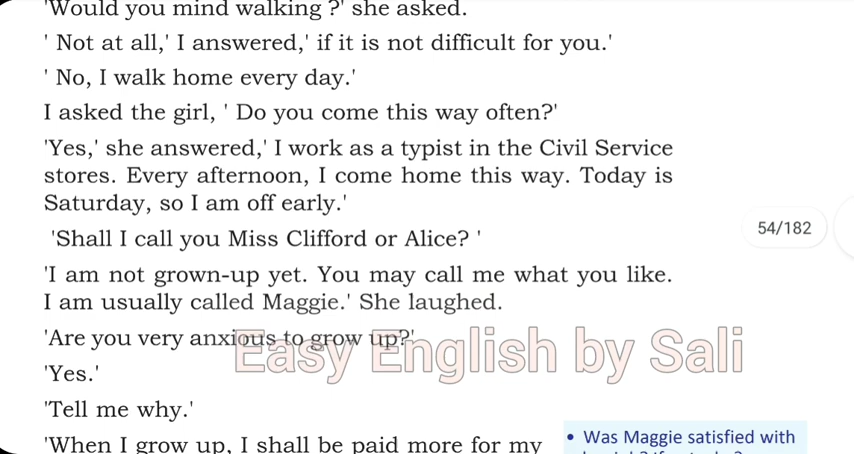 'Would you mind walking ?' she asked.
' Not at all,' I answered,' if it is not difficult for you.'
' No, I walk home every day.'
I asked the girl, ' Do you come this way often?'
'Yes,' she answered,' I work as a typist in the Civil Service
stores. Every afternoon, I come home this way. Today is
Saturday, so I am off early.'
54/182
'Shall I call you Miss Clifford or Alice? '
'I am not grown-up yet. You may call me what you like.
I am usually called Maggie.' She laughed.
'Are you very anxious to grow up?'
Easy English by Sali
'Yes.'
'Tell me why.'
'When I grow up, I shall be paid more for my
• Was Maggie satisfied with